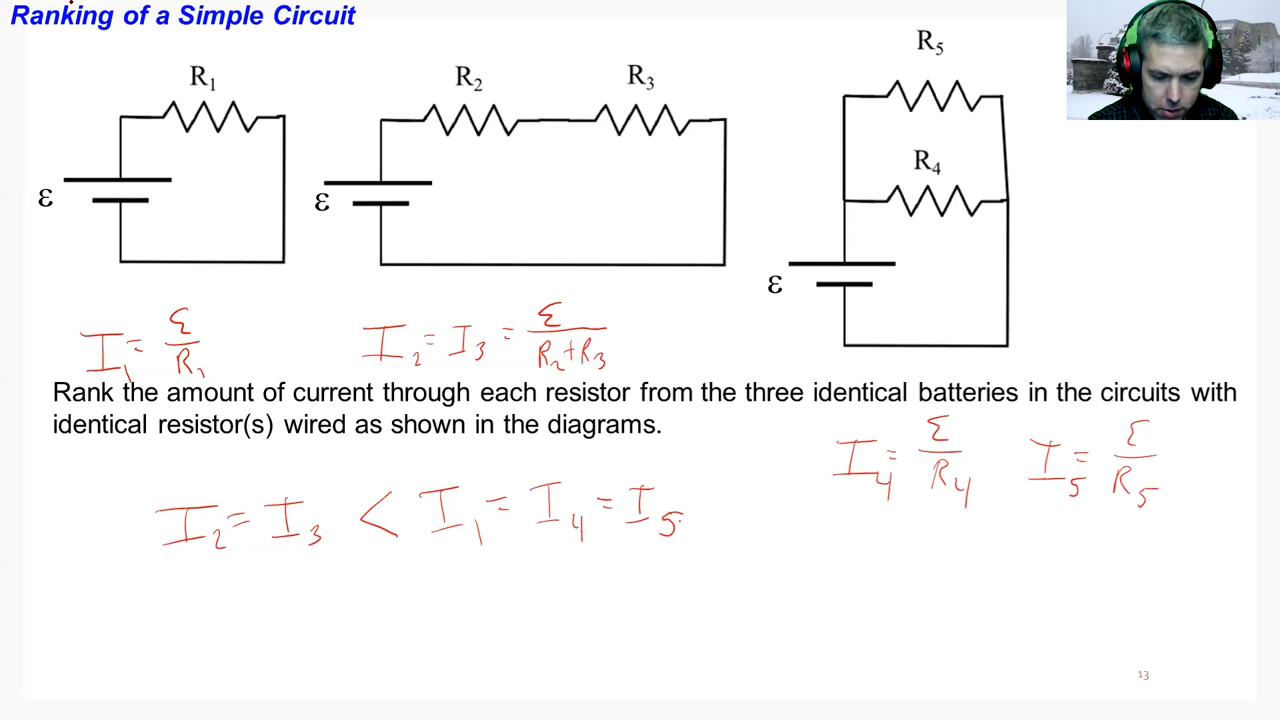 Ranking of a Simple Circuit
R₁
R₂
R₃
R₅
R₄
ε
ε
ε
I₁ = ε/R₁
I₂ = I₃ = ε/(R₂+R₃)
Rank the amount of current through each resistor from the three identical batteries in the circuits with
identical resistor(s) wired as shown in the diagrams.
I₄ = ε/R₄ I₅ = ε/R₅
I₂ = I₃ < I₁ = I₄ = I₅
13